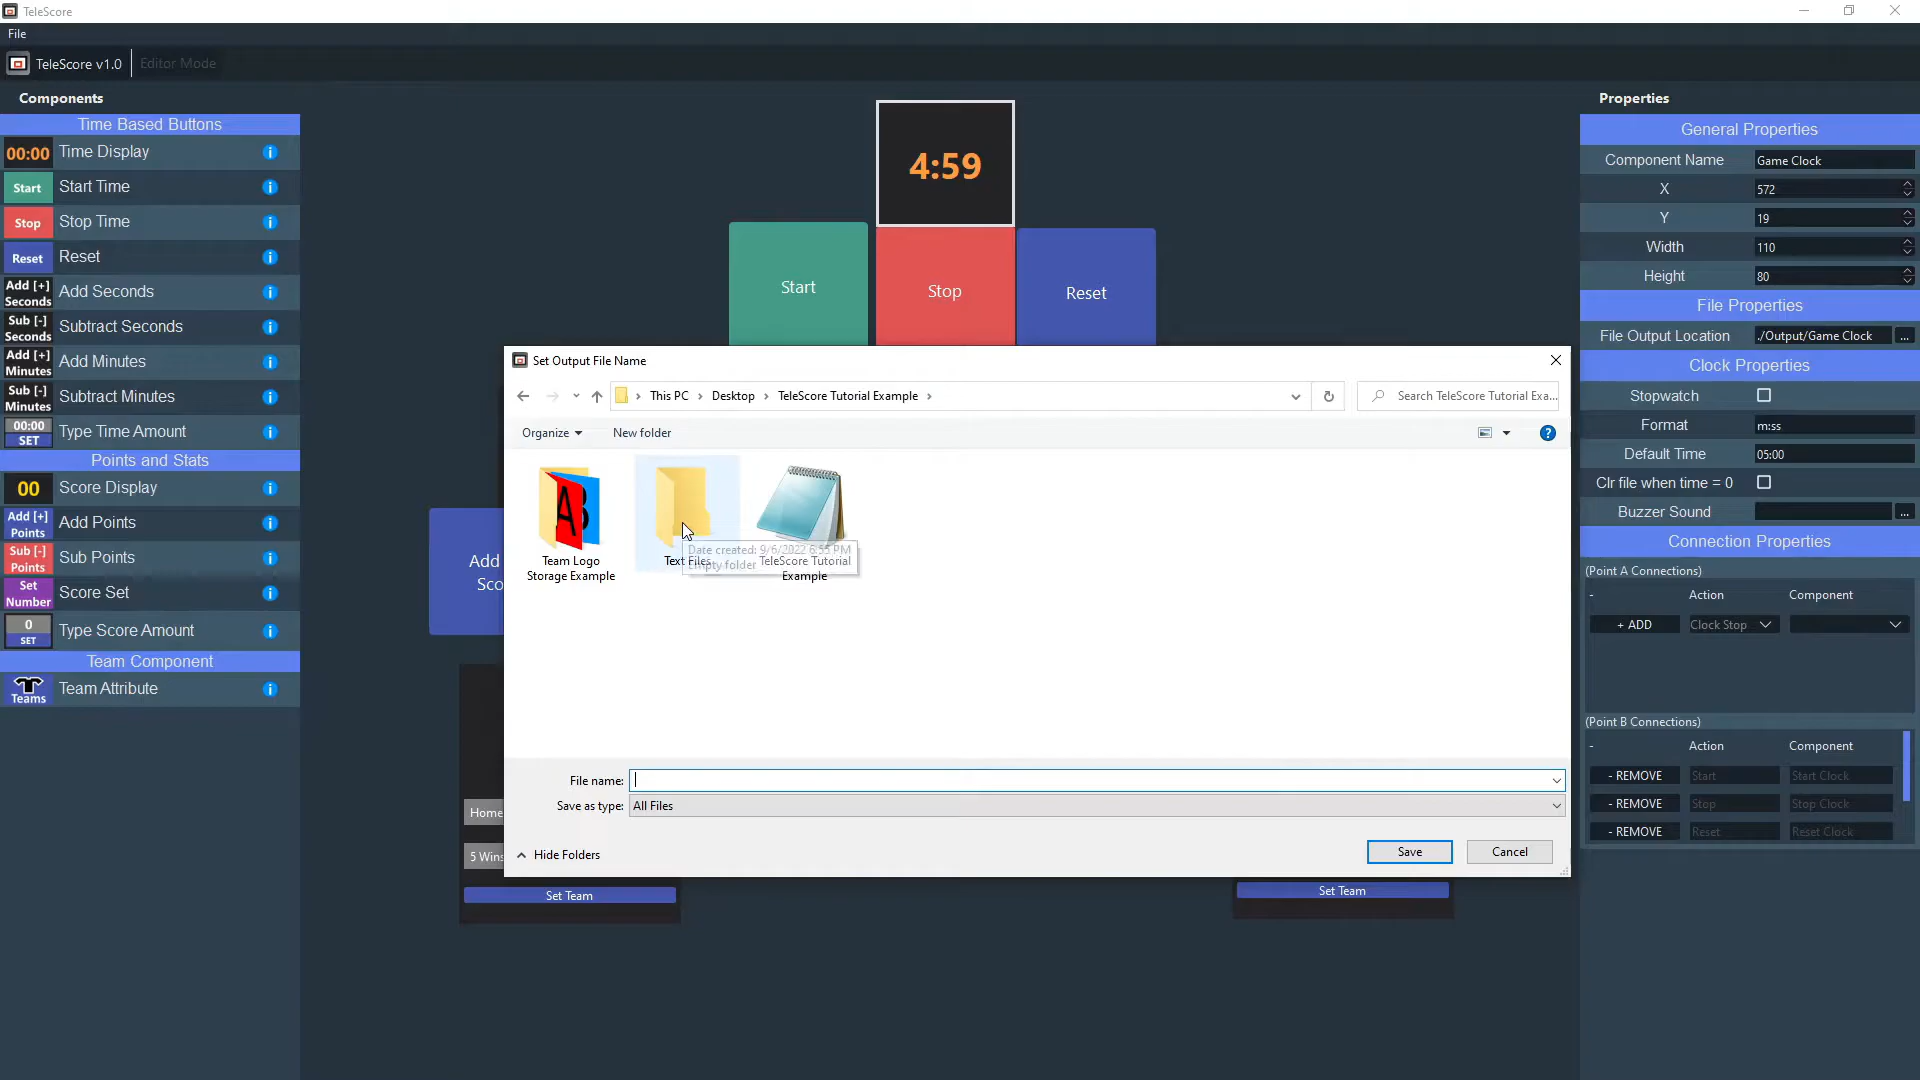 TeleScore
File
TeleScore v1.0
Editor Mode
Components
Time Based Buttons
00:00 Time Display
Start Start Time
Stop Stop Time
Reset Reset
Add [+]
Seconds
Add Seconds
Sub [-]
Seconds
Subtract Seconds
Add [+]
Minutes
Add Minutes
Sub [-]
Minutes
Subtract Minutes
00:00
SET
Type Time Amount
Points and Stats
00 Score Display
Add [+]
Points
Add Points
Sub [-]
Points
Sub Points
Set
Number
Score Set
0
SET
Type Score Amount
Team Component
Teams
Team Attribute
4:59
Start
Stop
Reset
Add
Sco
Home
5 Wins
Set Team
Set Team
Set Output File Name
This PC > Desktop > TeleScore Tutorial Example >
Search TeleScore Tutorial Exa...
Organize
New folder
Team Logo
Storage Example
Text Files
Date created: 9/6/2022 6:55 PM
Empty folder
TeleScore Tutorial
Example
File name:
Save as type: All Files
Hide Folders
Save
Cancel
Properties
General Properties
Component Name Game Clock
X 572
Y 19
Width 110
Height 80
File Properties
File Output Location ./Output/Game Clock ...
Clock Properties
Stopwatch
Format m:ss
Default Time 05:00
Clr file when time = 0
Buzzer Sound ...
Connection Properties
(Point A Connections)
- Action Component
+ ADD Clock Stop
(Point B Connections)
- Action Component
- REMOVE Start Start Clock
- REMOVE Stop Stop Clock
- REMOVE Reset Reset Clock